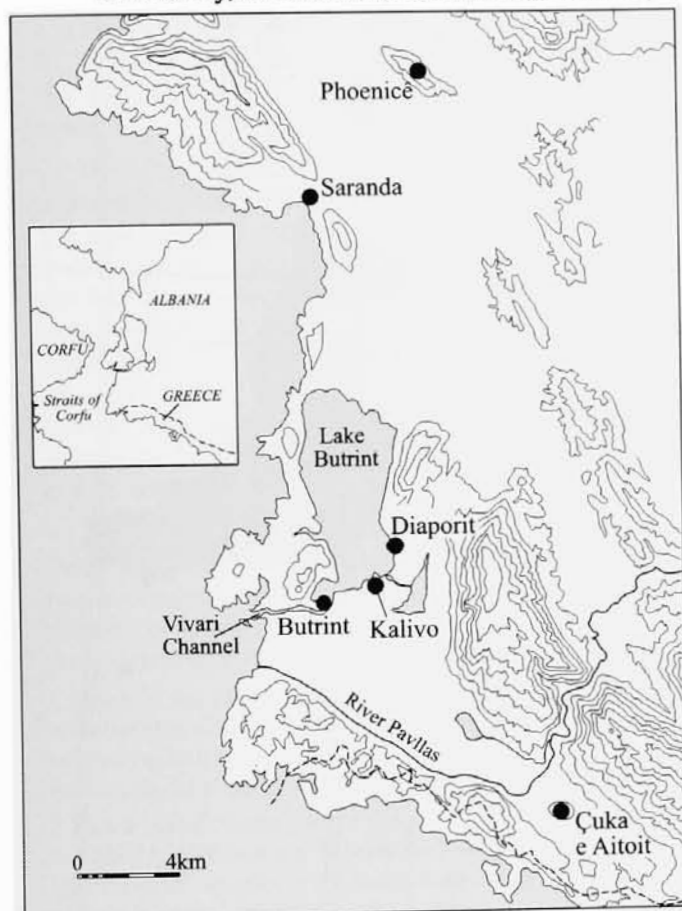 Phoenicê
Saranda
ALBANIA
CORFU
Straits of
Corfu
GREECE
Lake
Butrint
Diaporit
Vivari
Channel
Butrint
Kalivo
River Pavllas
Çuka
e Aitoit
0
4km